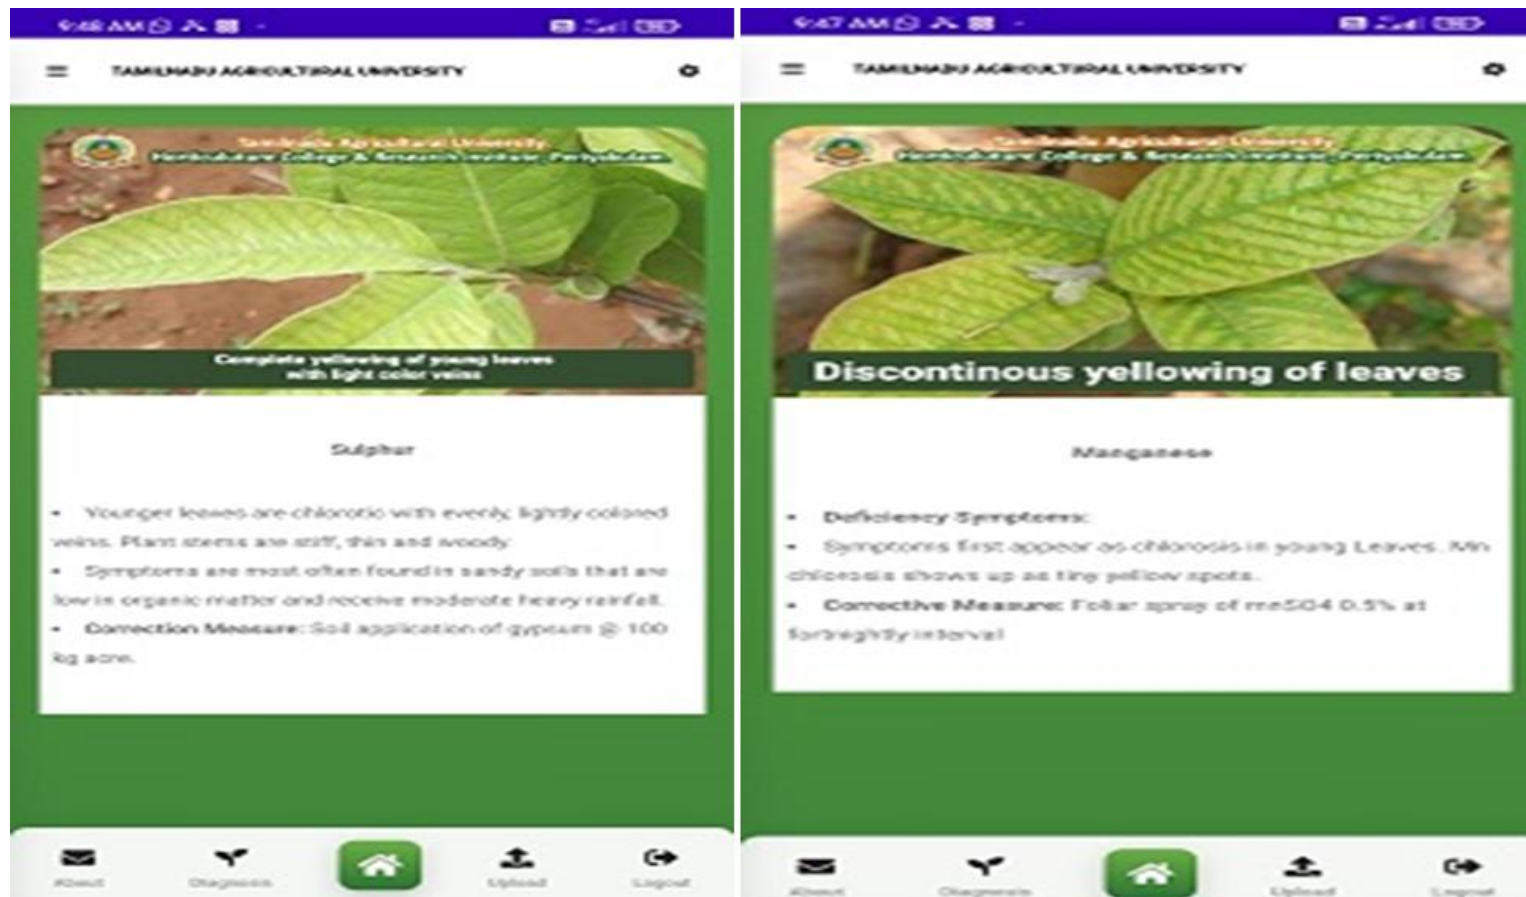 9:48 AM
TAMILNADU AGRICULTURAL UNIVERSITY
Tamilnadu Agricultural University,
Horticulture College & Research Institute, Periyakulam
Complete yellowing of young leaves
with light color veins
Sulphur
• Younger leaves are chlorotic with evenly, lightly colored
veins. Plant stems are stiff, thin and woody.
• Symptoms are most often found in sandy soils that are
low in organic matter and receive moderate heavy rainfall.
• Correction Measure: Soil application of gypsum @ 100
kg acre.
About
Diagnosis
Upload
Logout
9:47 AM
TAMILNADU AGRICULTURAL UNIVERSITY
Tamilnadu Agricultural University,
Horticulture College & Research Institute, Periyakulam
Discontinous yellowing of leaves
Manganese
• Deficiency Symptoms:
• Symptoms first appear as chlorosis in young Leaves. Mn
chlorosis shows up as tiny yellow spots.
• Corrective Measure: Foliar spray of mnSO4 0.5% at
fortnightly interval
About
Diagnosis
Upload
Logout